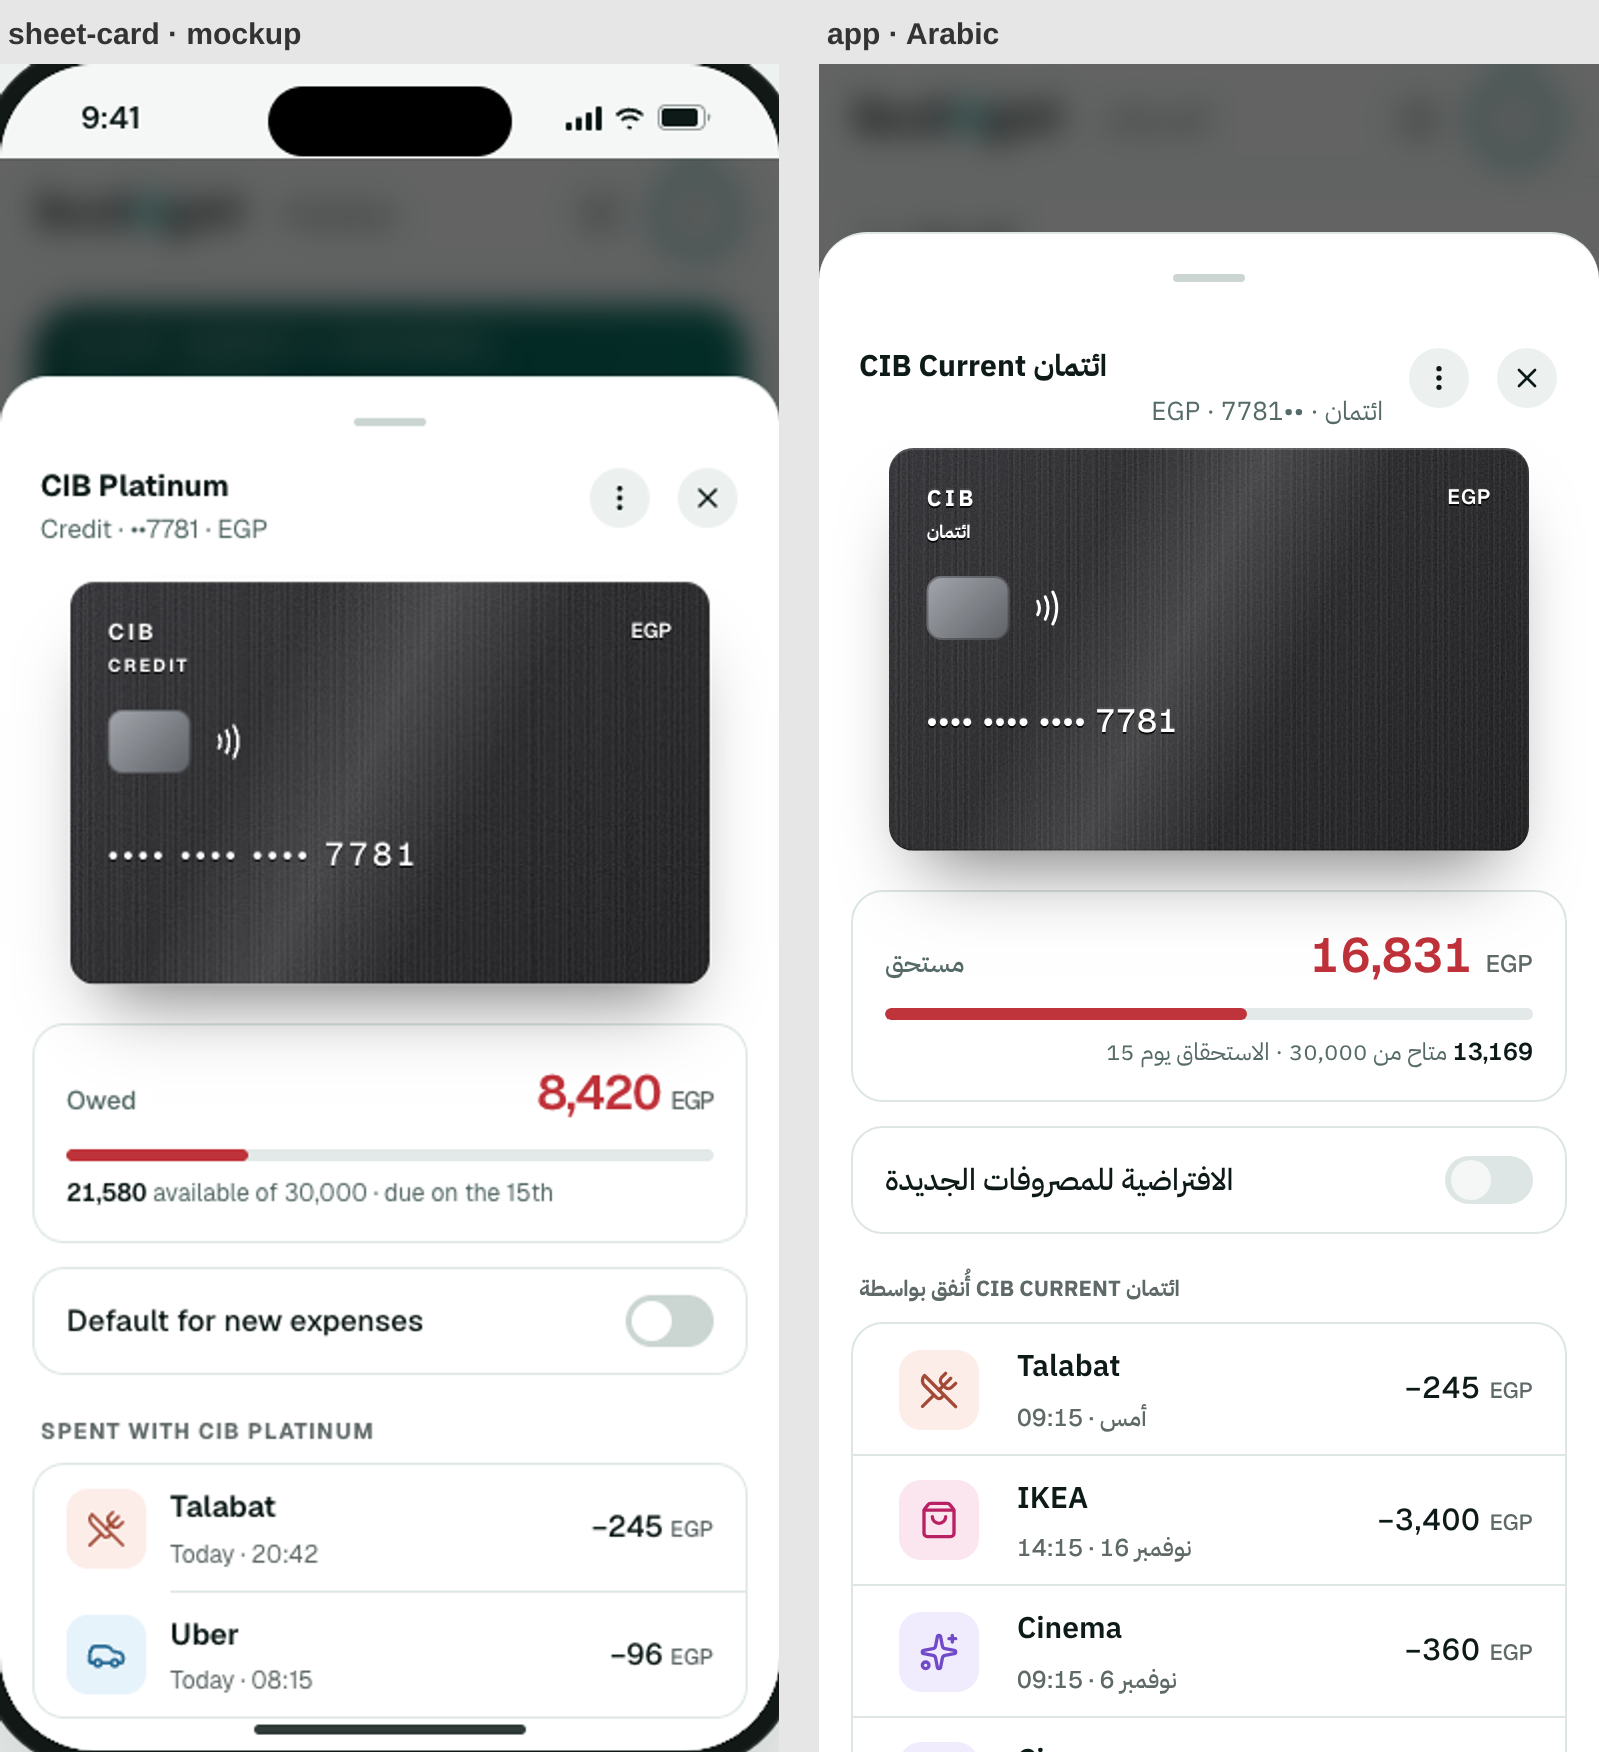 sheet-card · mockup
9:41
CIB Platinum
Credit · ••7781 · EGP
CIB
EGP
CREDIT
•••• •••• •••• 7781
Owed
8,420 EGP
21,580 available of 30,000 · due on the 15th
Default for new expenses
SPENT WITH CIB PLATINUM
Talabat
−245 EGP
Today · 20:42
Uber
−96 EGP
Today · 08:15
app · Arabic
CIB Current ائتمان
ائتمان · ••7781 · EGP
CIB
EGP
ائتمان
•••• •••• •••• 7781
مستحق
16,831 EGP
13,169 متاح من 30,000 · الاستحقاق يوم 15
الافتراضية للمصروفات الجديدة
أُنفق بواسطة CIB CURRENT ائتمان
Talabat
−245 EGP
أمس · 09:15
IKEA
−3,400 EGP
16 نوفمبر · 14:15
Cinema
−360 EGP
6 نوفمبر · 09:15